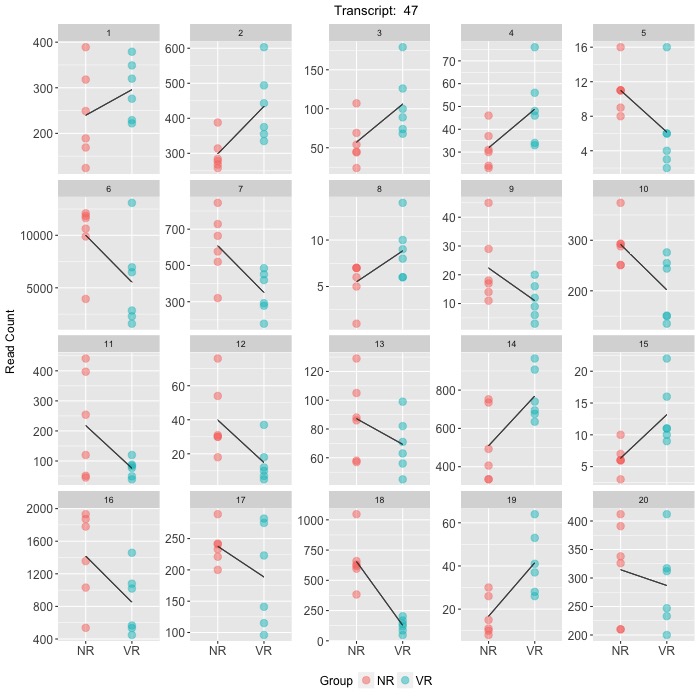 Transcript: 47
1 2 3 4 5
400 300 200
600 500 400 300
150 100 50
70 60 50 40 30
16 12 8 4
6 7 8 9 10
10000 5000
700 500 300
10 5
40 30 20 10
300 200
Read Count
11 12 13 14 15
400 300 200 100
60 40 20
120 100 80 60
800 600 400
20 15 10 5
16 17 18 19 20
2000 1600 1200 800 400
250 200 150 100
1000 750 500 250 0
60 40 20
400 350 300 250 200
NR VR NR VR NR VR NR VR NR VR
Group NR VR